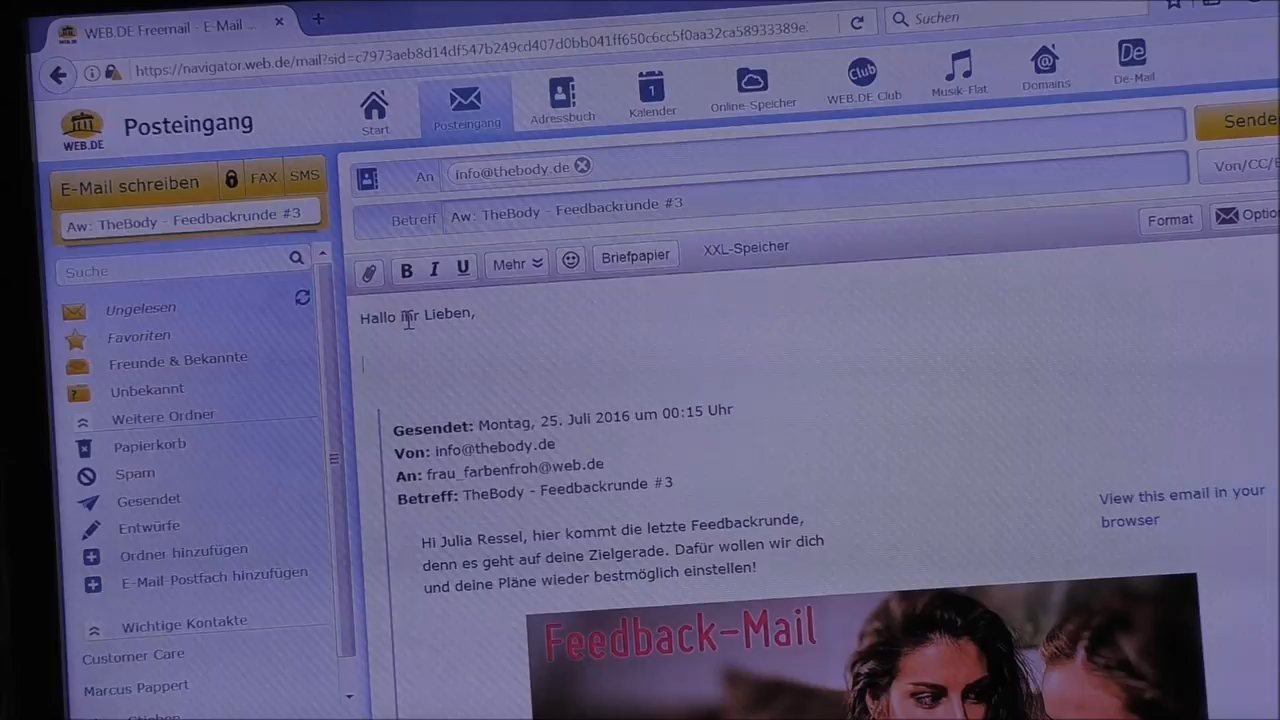 WEB.DE Freemail - E-Mail ...
Suchen
https://navigator.web.de/mail?sid=c7973aeb8d14df547b249cd407d0bb041ff650c6cc5f0aa32ca58933389e
WEB.DE
Posteingang
Start
Posteingang
Adressbuch
1
Kalender
Online-Speicher
Club
WEB.DE Club
Musik-Flat
@
Domains
De
De-Mail
E-Mail schreiben
FAX
SMS
Aw: TheBody - Feedbackrunde #3
An
info@thebody.de
Sende
Betreff
Aw: TheBody - Feedbackrunde #3
Von/CC/
Format
Optio
B I U
Mehr
Briefpapier
XXL-Speicher
Suche
Ungelesen
Favoriten
Freunde & Bekannte
Unbekannt
Weitere Ordner
Papierkorb
Spam
Gesendet
Entwürfe
Ordner hinzufügen
E-Mail-Postfach hinzufügen
Wichtige Kontakte
Customer Care
Marcus Pappert
Hallo ihr Lieben,
Gesendet: Montag, 25. Juli 2016 um 00:15 Uhr
Von: info@thebody.de
An: frau_farbenfroh@web.de
Betreff: TheBody - Feedbackrunde #3
View this email in your
browser
Hi Julia Ressel, hier kommt die letzte Feedbackrunde,
denn es geht auf deine Zielgerade. Dafür wollen wir dich
und deine Pläne wieder bestmöglich einstellen!
Feedback-Mail